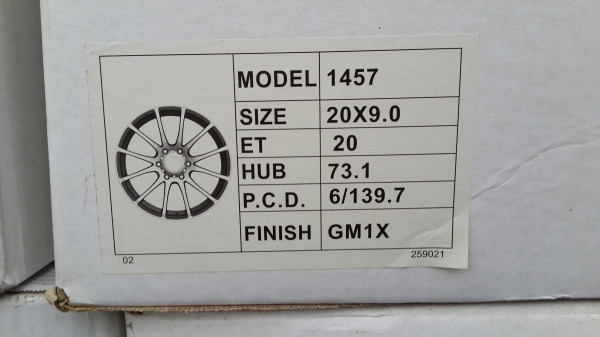 MODEL 1457
SIZE 20X9.0
ET 20
HUB 73.1
P.C.D. 6/139.7
FINISH GM1X
02 259021